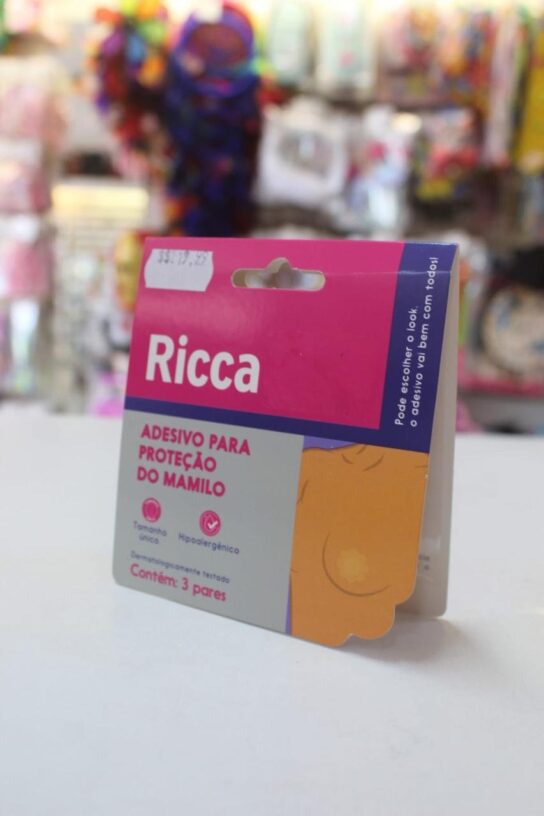 Ricca
Pode escolher o look,
o adesivo vai bem com todos!
ADESIVO PARA
PROTEÇÃO
DO MAMILO
Tamanho
único
Hipoalergênico
Dermatologicamente testado
Contém: 3 pares